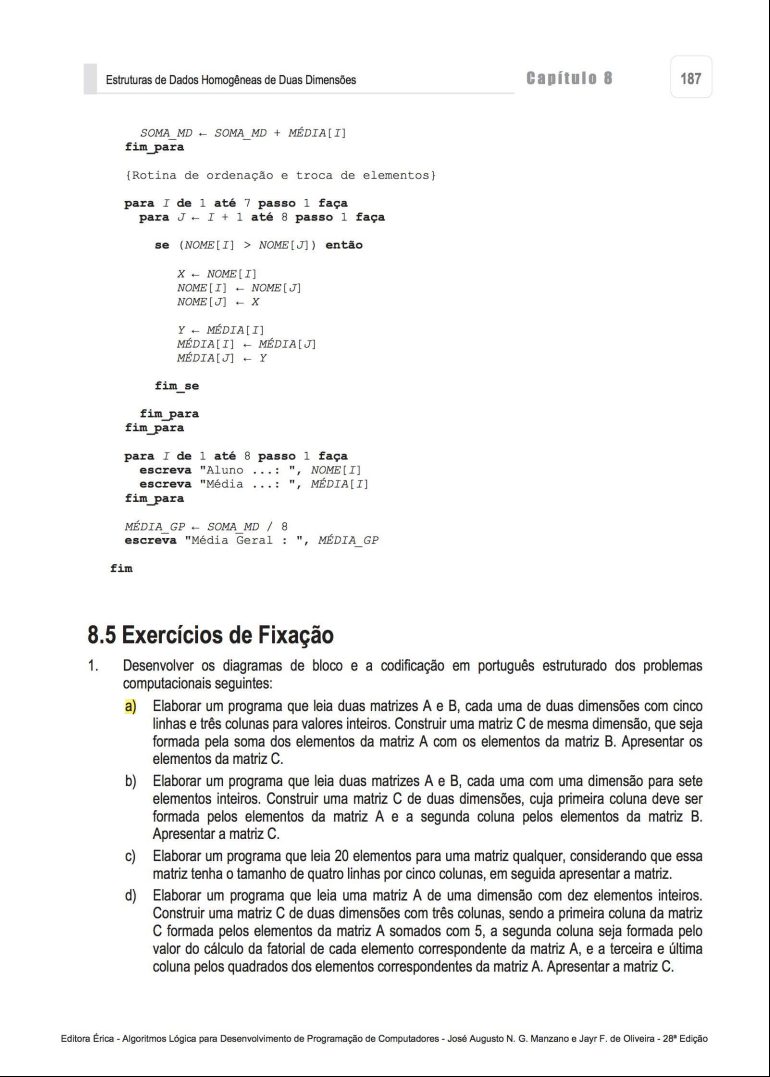 Estruturas de Dados Homogêneas de Duas Dimensões Capítulo 8 187
SOMA_MD ← SOMA_MD + MÉDIA[I]
fim_para
{Rotina de ordenação e troca de elementos}
para I de 1 até 7 passo 1 faça
para J ← I + 1 até 8 passo 1 faça
se (NOME[I] > NOME[J]) então
X ← NOME[I]
NOME[I] ← NOME[J]
NOME[J] ← X
Y ← MÉDIA[I]
MÉDIA[I] ← MÉDIA[J]
MÉDIA[J] ← Y
fim_se
fim_para
fim_para
para I de 1 até 8 passo 1 faça
escreva "Aluno ...: ", NOME[I]
escreva "Média ...: ", MÉDIA[I]
fim_para
MÉDIA_GP ← SOMA_MD / 8
escreva "Média Geral : ", MÉDIA_GP
fim
8.5 Exercícios de Fixação
1. Desenvolver os diagramas de bloco e a codificação em português estruturado dos problemas
computacionais seguintes:
a) Elaborar um programa que leia duas matrizes A e B, cada uma de duas dimensões com cinco
linhas e três colunas para valores inteiros. Construir uma matriz C de mesma dimensão, que seja
formada pela soma dos elementos da matriz A com os elementos da matriz B. Apresentar os
elementos da matriz C.
b) Elaborar um programa que leia duas matrizes A e B, cada uma com uma dimensão para sete
elementos inteiros. Construir uma matriz C de duas dimensões, cuja primeira coluna deve ser
formada pelos elementos da matriz A e a segunda coluna pelos elementos da matriz B.
Apresentar a matriz C.
c) Elaborar um programa que leia 20 elementos para uma matriz qualquer, considerando que essa
matriz tenha o tamanho de quatro linhas por cinco colunas, em seguida apresentar a matriz.
d) Elaborar um programa que leia uma matriz A de uma dimensão com dez elementos inteiros.
Construir uma matriz C de duas dimensões com três colunas, sendo a primeira coluna da matriz
C formada pelos elementos da matriz A somados com 5, a segunda coluna seja formada pelo
valor do cálculo da fatorial de cada elemento correspondente da matriz A, e a terceira e última
coluna pelos quadrados dos elementos correspondentes da matriz A. Apresentar a matriz C.
Editora Érica - Algoritmos Lógica para Desenvolvimento de Programação de Computadores - José Augusto N. G. Manzano e Jayr F. de Oliveira - 28ª Edição